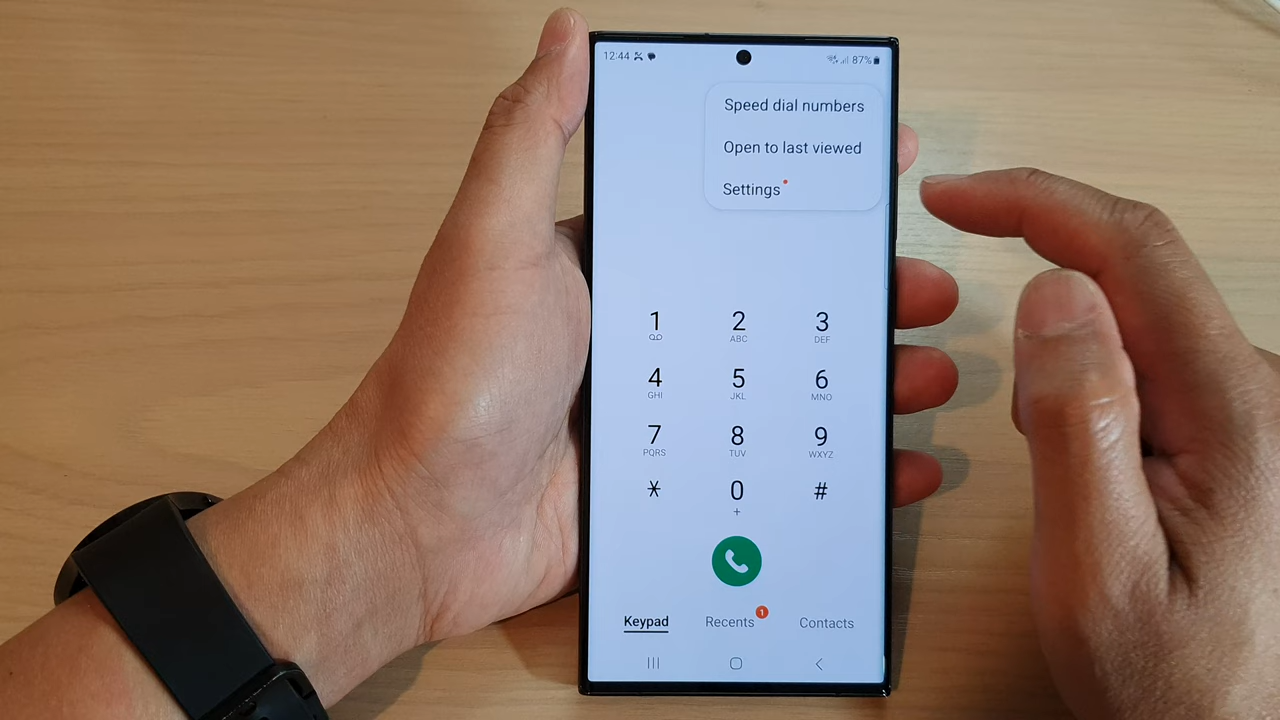 12:44 87%
Speed dial numbers
Open to last viewed
Settings
1 2 3
ABC DEF
4 5 6
GHI JKL MNO
7 8 9
PQRS TUV WXYZ
* 0 #
+
Keypad Recents 1 Contacts